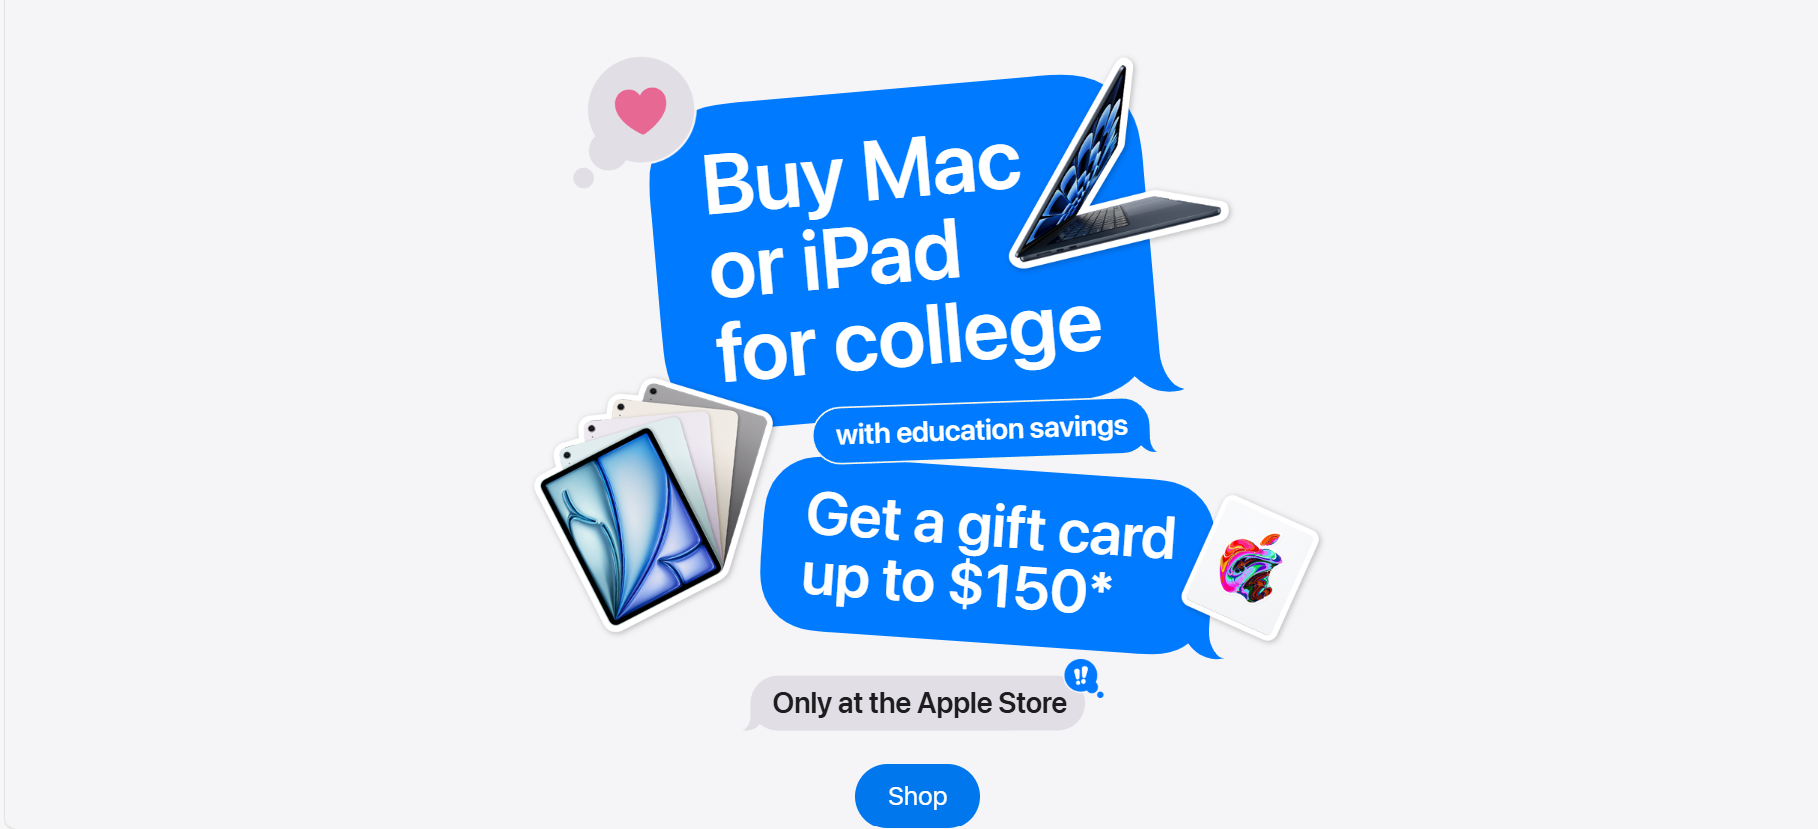 Buy Mac
or iPad
for college
with education savings
Get a gift card
up to $150*
Only at the Apple Store
!!
Shop